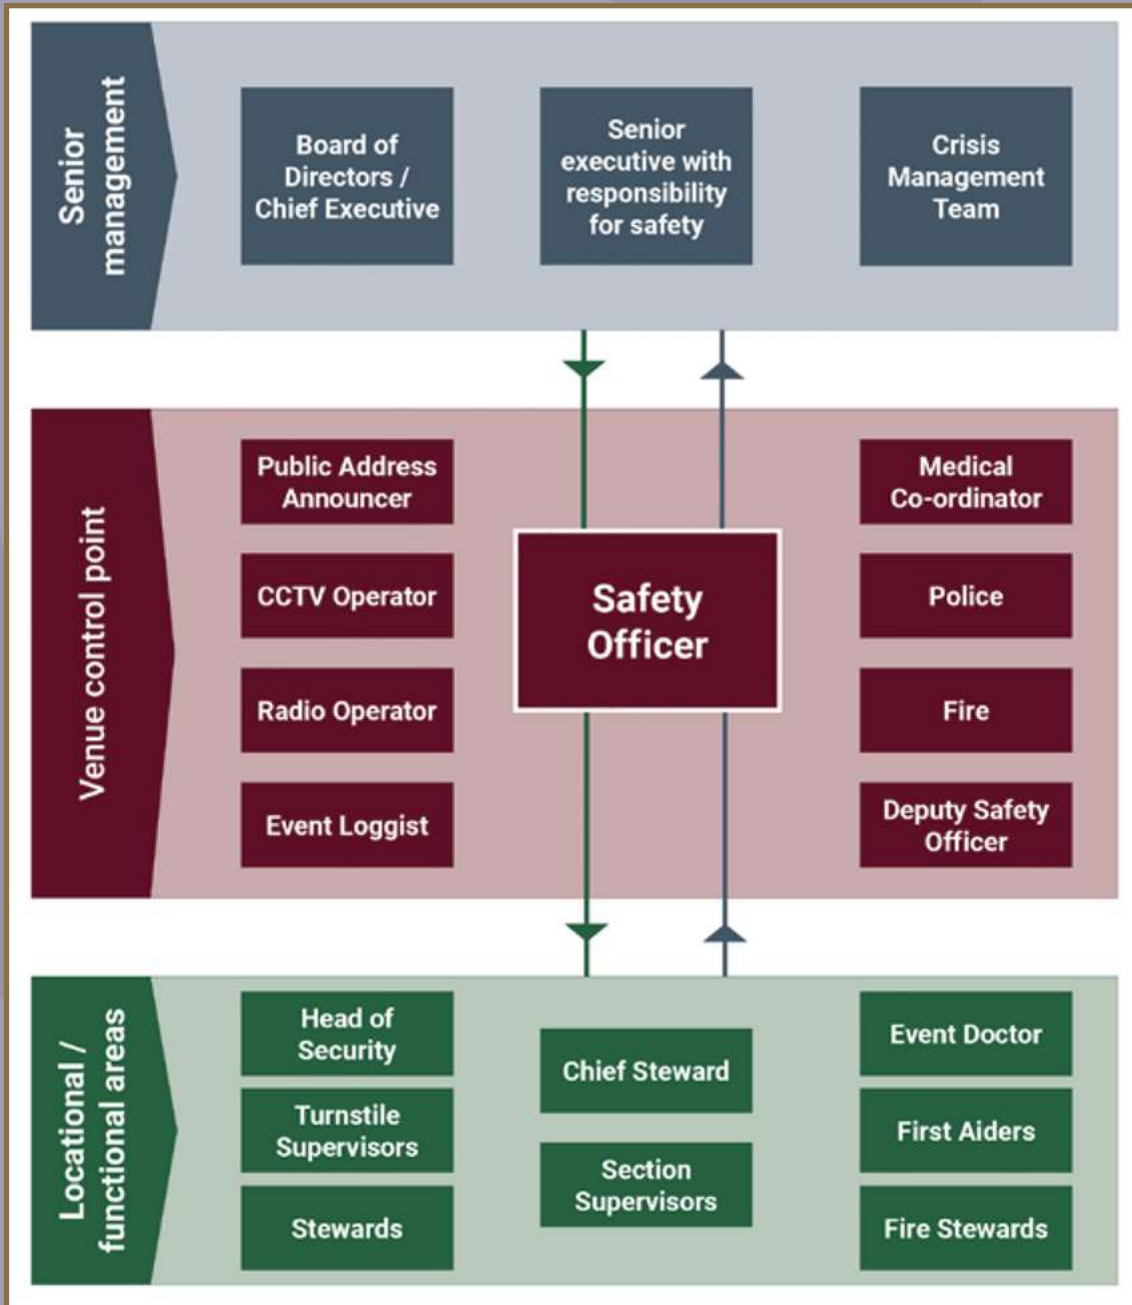 Senior
management
Board of
Directors /
Chief Executive
Senior
executive with
responsibility
for safety
Crisis
Management
Team
Venue control point
Public Address
Announcer
CCTV Operator
Radio Operator
Event Loggist
Safety
Officer
Medical
Co-ordinator
Police
Fire
Deputy Safety
Officer
Locational /
functional areas
Head of
Security
Turnstile
Supervisors
Stewards
Chief Steward
Section
Supervisors
Event Doctor
First Aiders
Fire Stewards